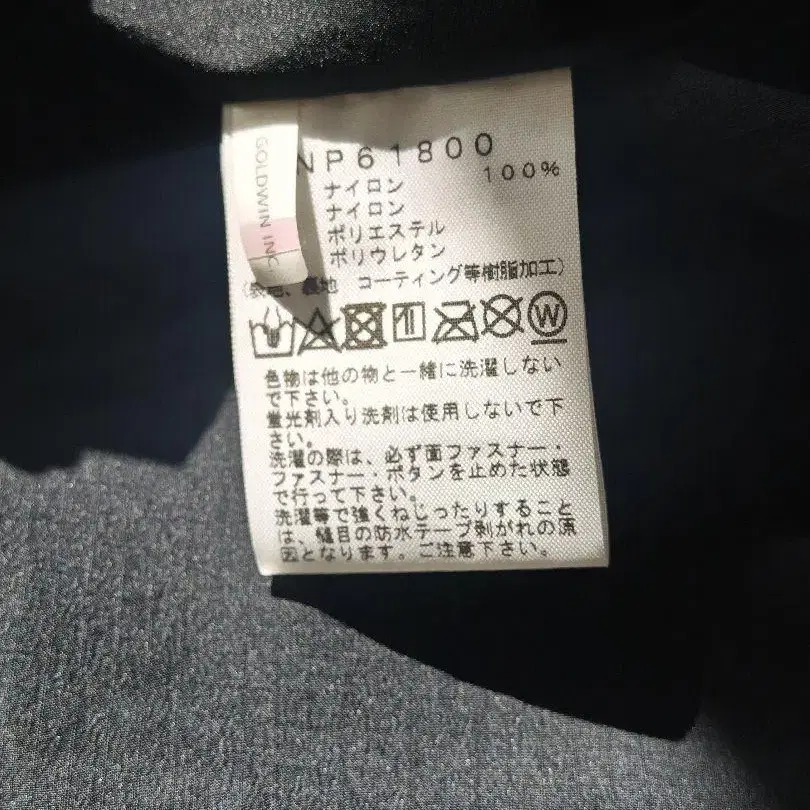 GOLDWIN INC
NP61800
100%
ナイロン
ナイロン
ポリエステル
ポリウレタン
(表地、裏地 コーティング等樹脂加工)
W
色物は他の物と一緒に洗濯しない
で下さい。
蛍光剤入り洗剤は使用しないで下
さい。
洗濯の際は、必ず面ファスナー・
ファスナー・ボタンを止めた状態
で行って下さい。
洗濯等で強くねじったりすること
は、縫目の防水テープ剥がれの原
因となります。ご注意下さい。